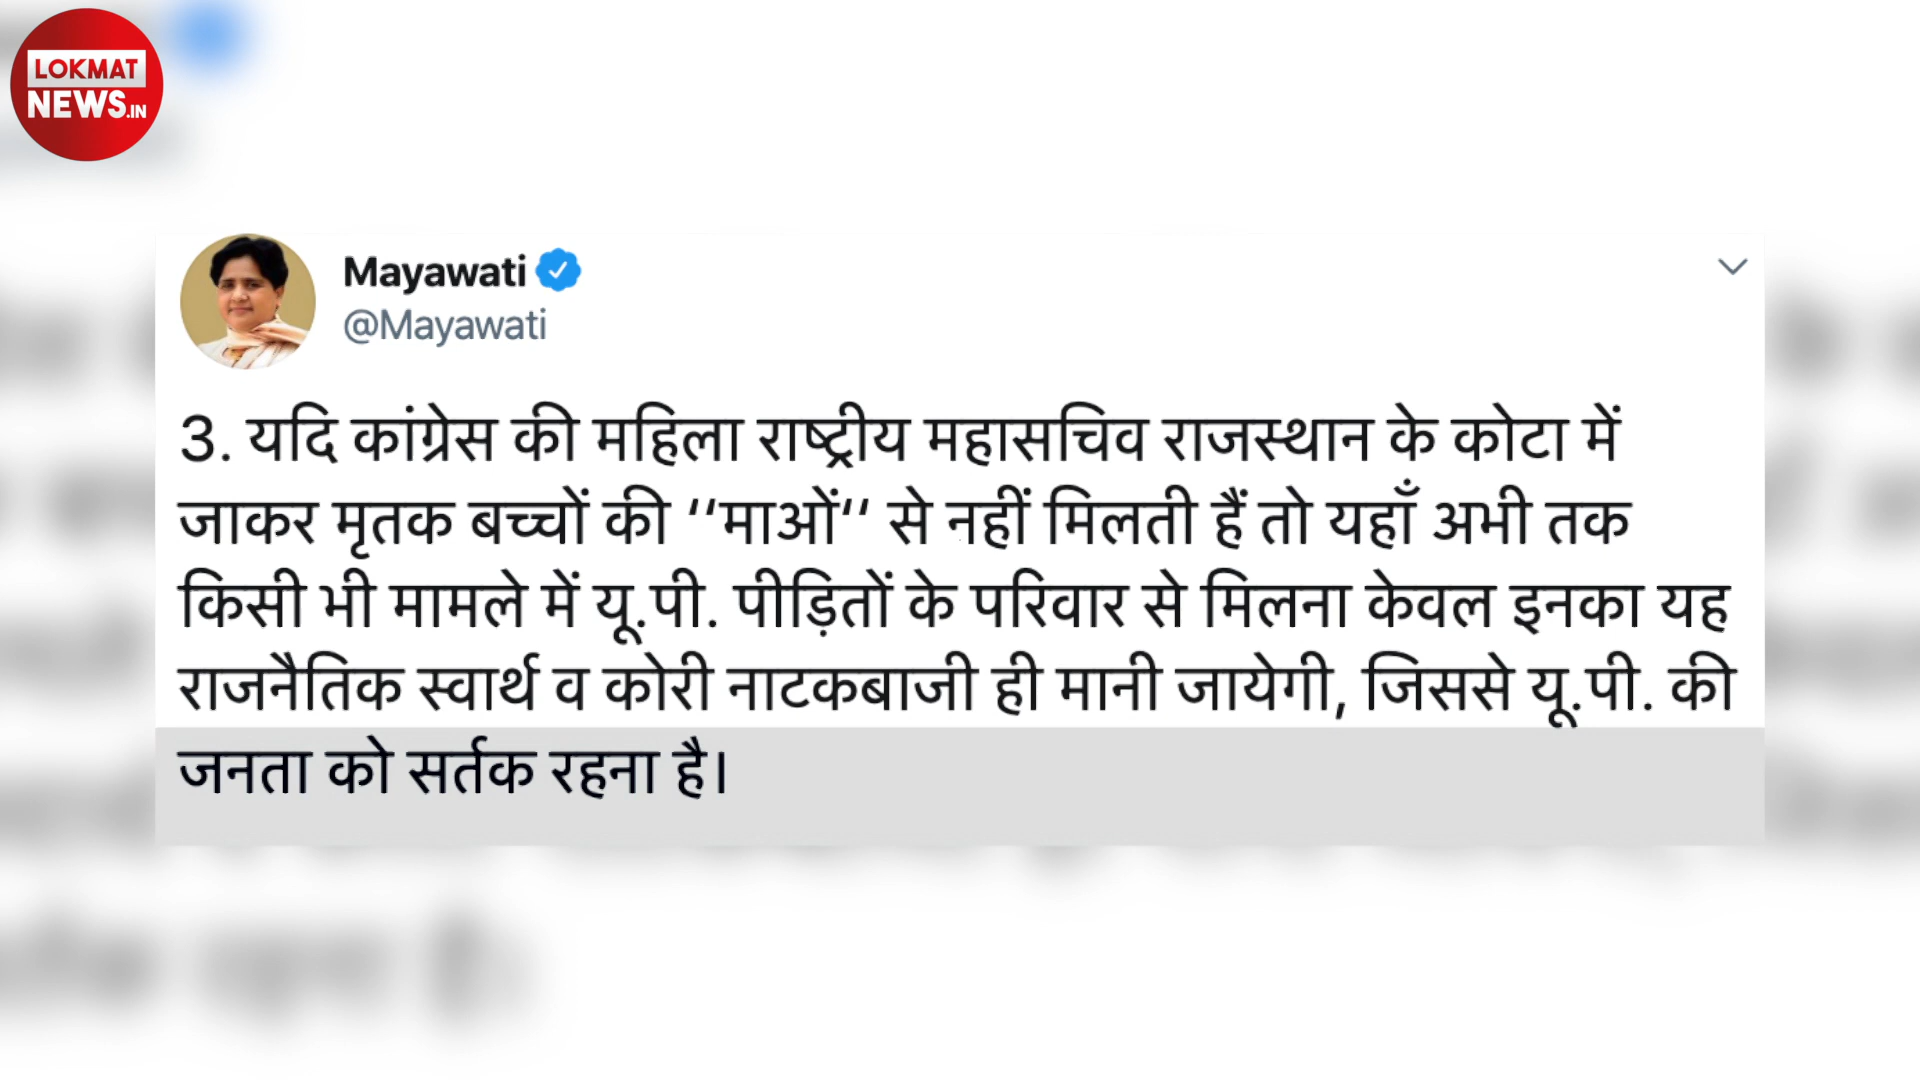 LOKMAT
NEWS.IN
Mayawati
@Mayawati
3. यदि कांग्रेस की महिला राष्ट्रीय महासचिव राजस्थान के कोटा में
जाकर मृतक बच्चों की ‘‘माओं‘‘ से नहीं मिलती हैं तो यहाँ अभी तक
किसी भी मामले में यू.पी. पीड़ितों के परिवार से मिलना केवल इनका यह
राजनैतिक स्वार्थ व कोरी नाटकबाजी ही मानी जायेगी, जिससे यू.पी. की
जनता को सर्तक रहना है।